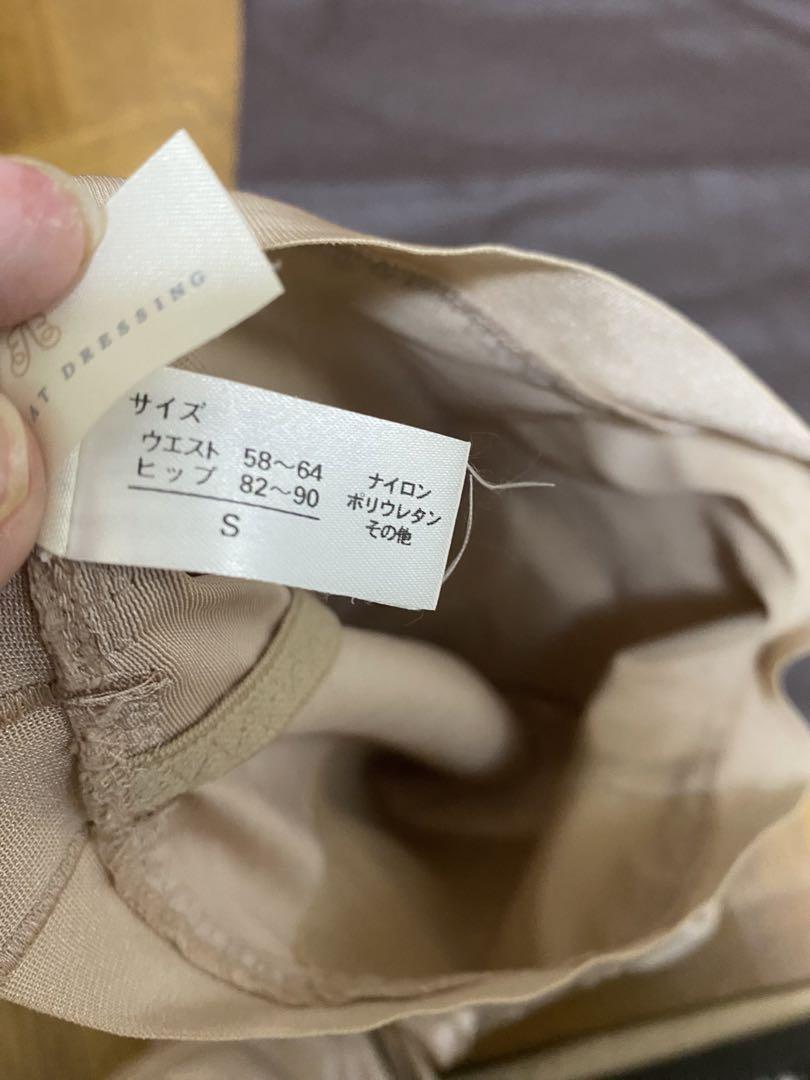 AT DRESSING
サイズ
ウエスト 58～64
ヒップ 82～90
S
ナイロン
ポリウレタン
その他